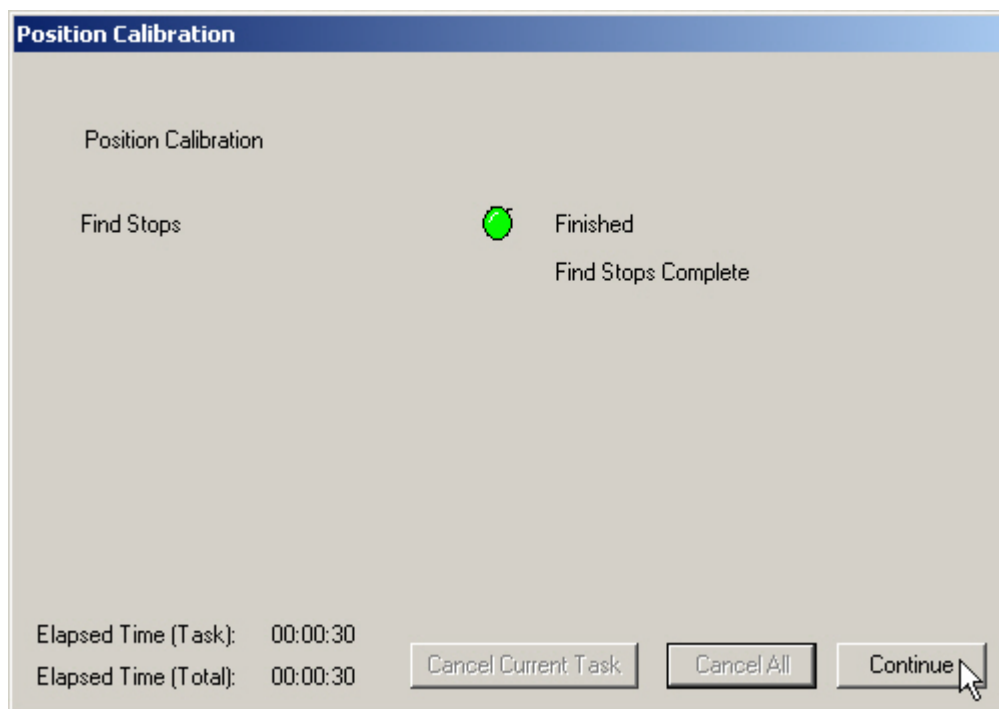 Position Calibration
Position Calibration
Find Stops Finished
Find Stops Complete
Elapsed Time (Task): 00:00:30
Elapsed Time (Total): 00:00:30
Cancel Current Task Cancel All Continue